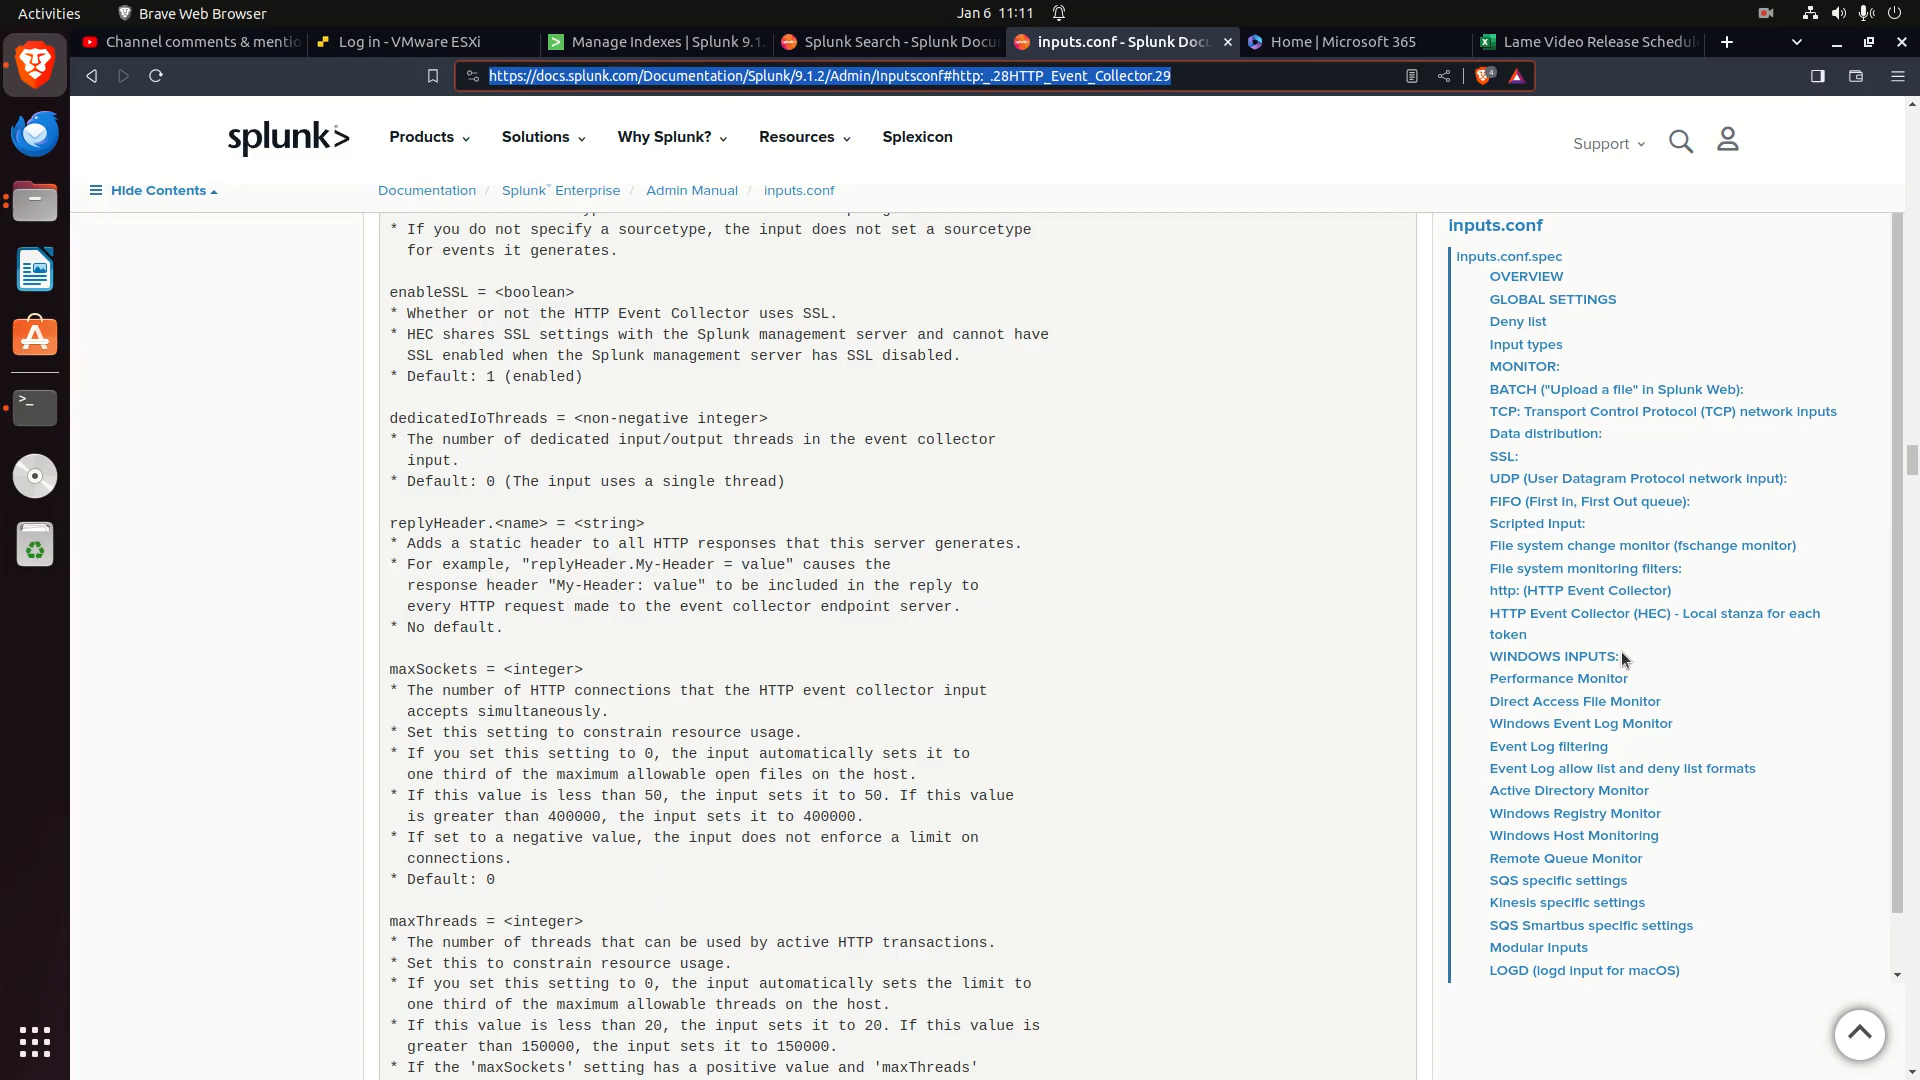 Activities
Brave Web Browser
Jan 6 11:11
Channel comments & mentio
Log in - VMware ESXi
Manage Indexes | Splunk 9.1.
Splunk Search - Splunk Docu
inputs.conf - Splunk Docu
Home | Microsoft 365
Lame Video Release Schedul
https://docs.splunk.com/Documentation/Splunk/9.1.2/Admin/Inputsconf#http:_.28HTTP_Event_Collector.29
4
splunk>
Products
Solutions
Why Splunk?
Resources
Splexicon
Support
Hide Contents
Documentation / Splunk™ Enterprise / Admin Manual / inputs.conf
* If you do not specify a sourcetype, the input does not set a sourcetype
for events it generates.
enableSSL = <boolean>
* Whether or not the HTTP Event Collector uses SSL.
* HEC shares SSL settings with the Splunk management server and cannot have
SSL enabled when the Splunk management server has SSL disabled.
* Default: 1 (enabled)
dedicatedIoThreads = <non-negative integer>
* The number of dedicated input/output threads in the event collector
input.
* Default: 0 (The input uses a single thread)
replyHeader.<name> = <string>
* Adds a static header to all HTTP responses that this server generates.
* For example, "replyHeader.My-Header = value" causes the
response header "My-Header: value" to be included in the reply to
every HTTP request made to the event collector endpoint server.
* No default.
maxSockets = <integer>
* The number of HTTP connections that the HTTP event collector input
accepts simultaneously.
* Set this setting to constrain resource usage.
* If you set this setting to 0, the input automatically sets it to
one third of the maximum allowable open files on the host.
* If this value is less than 50, the input sets it to 50. If this value
is greater than 400000, the input sets it to 400000.
* If set to a negative value, the input does not enforce a limit on
connections.
* Default: 0
maxThreads = <integer>
* The number of threads that can be used by active HTTP transactions.
* Set this to constrain resource usage.
* If you set this setting to 0, the input automatically sets the limit to
one third of the maximum allowable threads on the host.
* If this value is less than 20, the input sets it to 20. If this value is
greater than 150000, the input sets it to 150000.
* If the 'maxSockets' setting has a positive value and 'maxThreads'
inputs.conf
inputs.conf.spec
OVERVIEW
GLOBAL SETTINGS
Deny list
Input types
MONITOR:
BATCH ("Upload a file" in Splunk Web):
TCP: Transport Control Protocol (TCP) network inputs
Data distribution:
SSL:
UDP (User Datagram Protocol network input):
FIFO (First In, First Out queue):
Scripted Input:
File system change monitor (fschange monitor)
File system monitoring filters:
http: (HTTP Event Collector)
HTTP Event Collector (HEC) - Local stanza for each
token
WINDOWS INPUTS:
Performance Monitor
Direct Access File Monitor
Windows Event Log Monitor
Event Log filtering
Event Log allow list and deny list formats
Active Directory Monitor
Windows Registry Monitor
Windows Host Monitoring
Remote Queue Monitor
SQS specific settings
Kinesis specific settings
SQS Smartbus specific settings
Modular Inputs
LOGD (logd input for macOS)